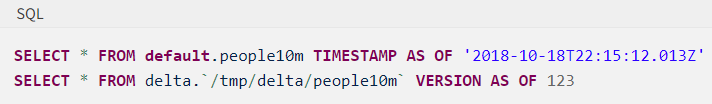 SQL
SELECT * FROM default.people10m TIMESTAMP AS OF '2018-10-18T22:15:12.013Z'
SELECT * FROM delta.`/tmp/delta/people10m` VERSION AS OF 123